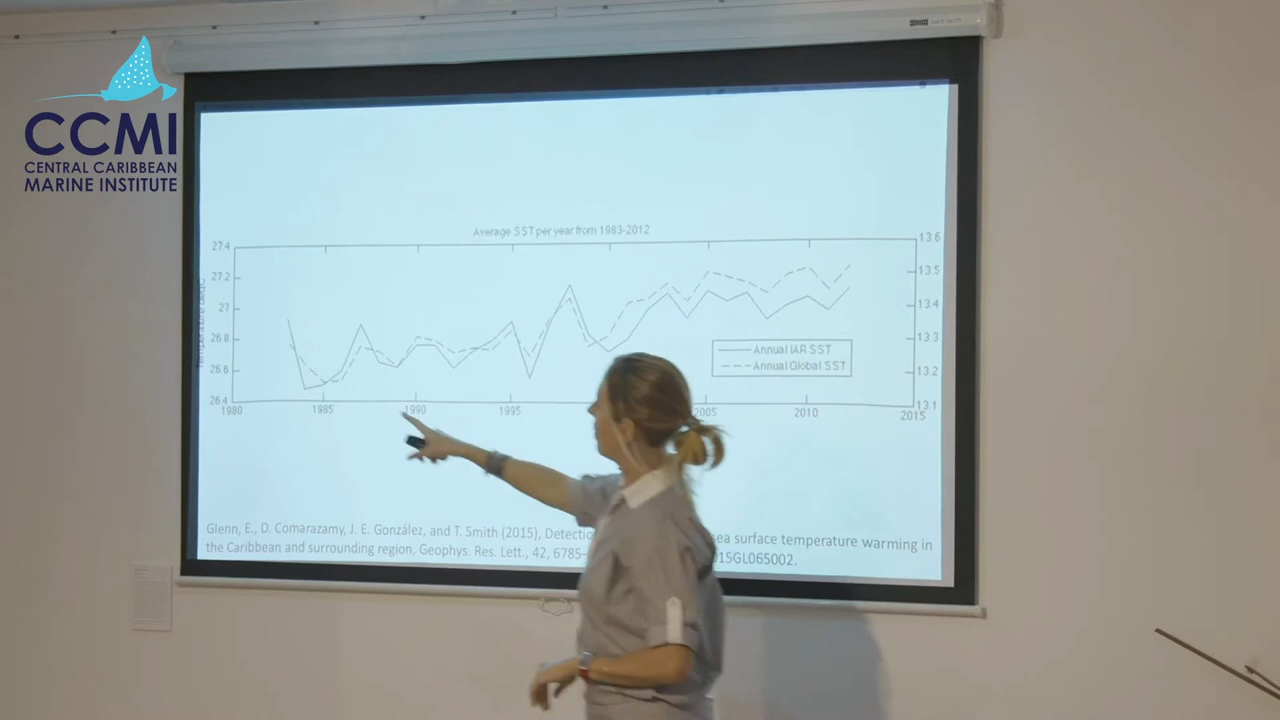 CCMI
CENTRAL CARIBBEAN
MARINE INSTITUTE
Average SST per year from 1983-2012
27.4
27.2
27
26.8
26.6
26.4
13.6
13.5
13.4
13.3
13.2
13.1
Annual IAR SST
Annual Global SST
1980
1985
1990
1995
2005
2010
2015
Glenn, E., D. Comarazamy, J. E. González, and T. Smith (2015), Detectio sea surface temperature warming in
the Caribbean and surrounding region, Geophys. Res. Lett., 42, 6785– 015GL065002.